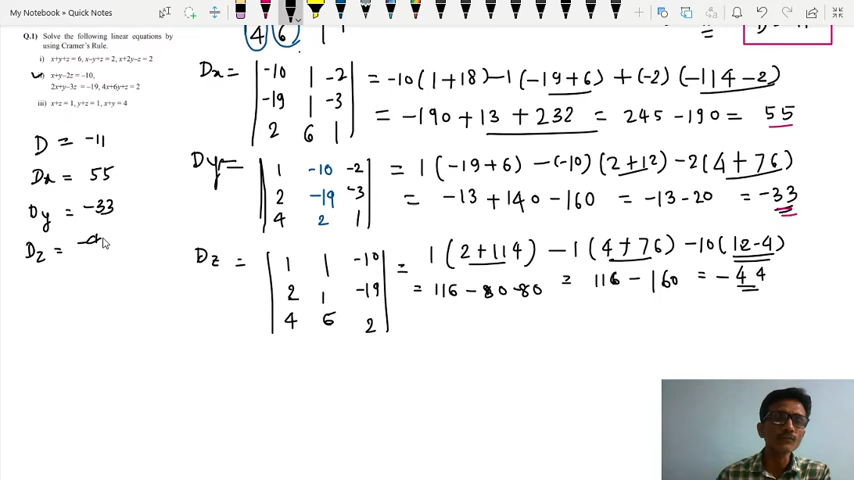 My Notebook » Quick Notes
Q.1) Solve the following linear equations by
using Cramer's Rule.
i) x+y+z = 6, x-y+z = 2, x+2y-z = 2
x+y-2z = -10,
2x+y-3z = -19, 4x+6y+z = 2
iii) x+z = 1, y+z = 1, x+y = 4
4 6 1
D = -11
Dx = 55
Dy = -33
Dz =
Dx = | -10 1 -2 | = -10(1+18) -1(-19+6) +(-2)(-114-2)
| -19 1 -3 | = -190 +13 +232 = 245 -190 = 55
| 2 6 1 |
Dy = | 1 -10 -2 | = 1(-19+6) -(-10)(2+12) -2(4+76)
| 2 -19 -3 | = -13 +140 -160 = -13-20 = -33
| 4 2 1 |
Dz = | 1 1 -10 | = 1(2+114) -1(4+76) -10(12-4)
| 2 1 -19 | = 116 -80 -80 = 116 -160 = -44
| 4 6 2 |